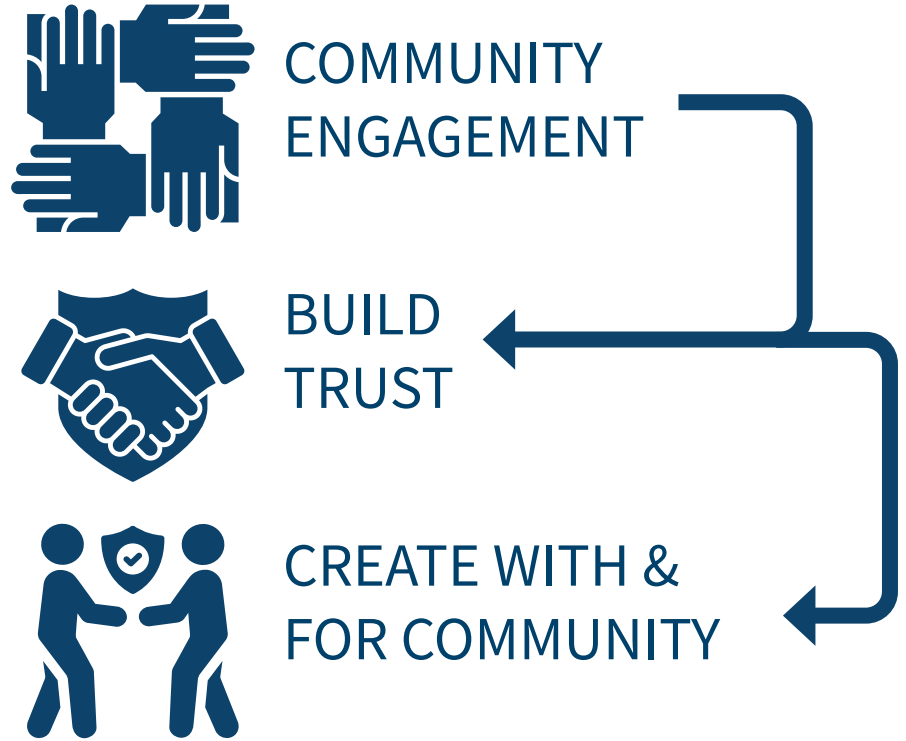 COMMUNITY
ENGAGEMENT
BUILD
TRUST
CREATE WITH &
FOR COMMUNITY